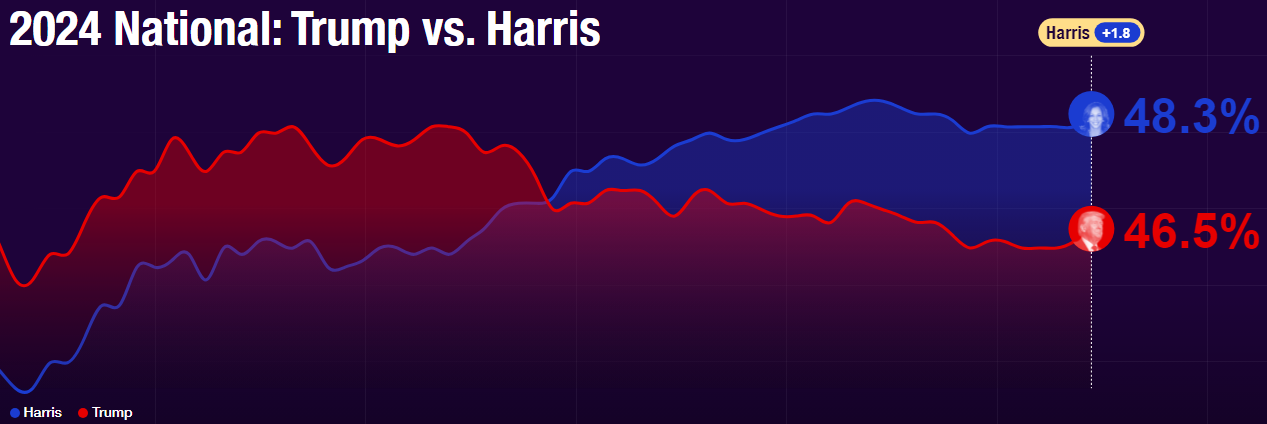 2024 National: Trump vs. Harris
Harris +1.8
48.3%
46.5%
Harris Trump